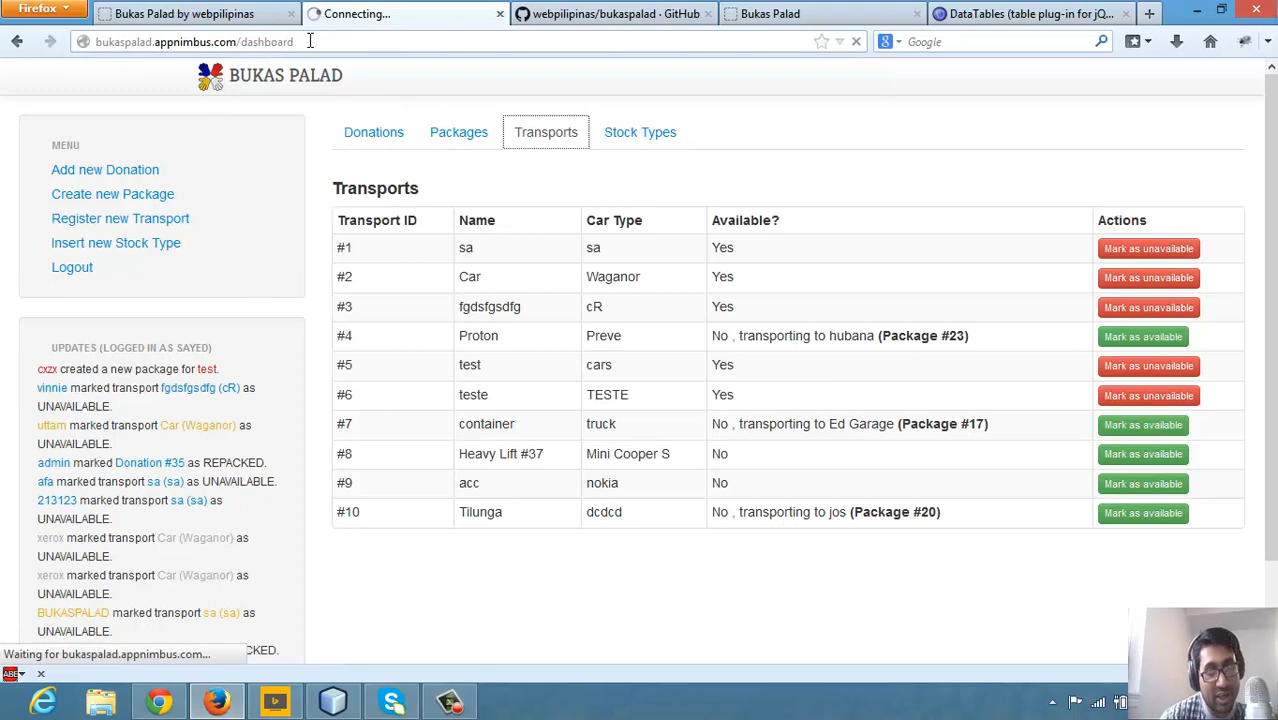 Firefox
Bukas Palad by webpilipinas
Connecting...
webpilipinas/bukaspalad · GitHub
Bukas Palad
DataTables (table plug-in for jQ...
bukaspalad.appnimbus.com/dashboard
Google
BUKAS PALAD
MENU
Add new Donation
Create new Package
Register new Transport
Insert new Stock Type
Logout
UPDATES (LOGGED IN AS SAYED)
cxzx created a new package for test.
vinnie marked transport fgdsfgsdfg (cR) as
UNAVAILABLE.
uttam marked transport Car (Waganor) as
UNAVAILABLE.
admin marked Donation #35 as REPACKED.
afa marked transport sa (sa) as UNAVAILABLE.
213123 marked transport sa (sa) as
UNAVAILABLE.
xerox marked transport Car (Waganor) as
UNAVAILABLE.
xerox marked transport Car (Waganor) as
UNAVAILABLE.
BUKASPALAD marked transport sa (sa) as
UNAVAILABLE.
CKED.
Waiting for bukaspalad.appnimbus.com...
Donations Packages Transports Stock Types
Transports
Transport ID Name Car Type Available? Actions
#1 sa sa Yes Mark as unavailable
#2 Car Waganor Yes Mark as unavailable
#3 fgdsfgsdfg cR Yes Mark as unavailable
#4 Proton Preve No , transporting to hubana (Package #23) Mark as available
#5 test cars Yes Mark as unavailable
#6 teste TESTE Yes Mark as unavailable
#7 container truck No , transporting to Ed Garage (Package #17) Mark as available
#8 Heavy Lift #37 Mini Cooper S No Mark as available
#9 acc nokia No Mark as available
#10 Tilunga dcdcd No , transporting to jos (Package #20) Mark as available
ABE